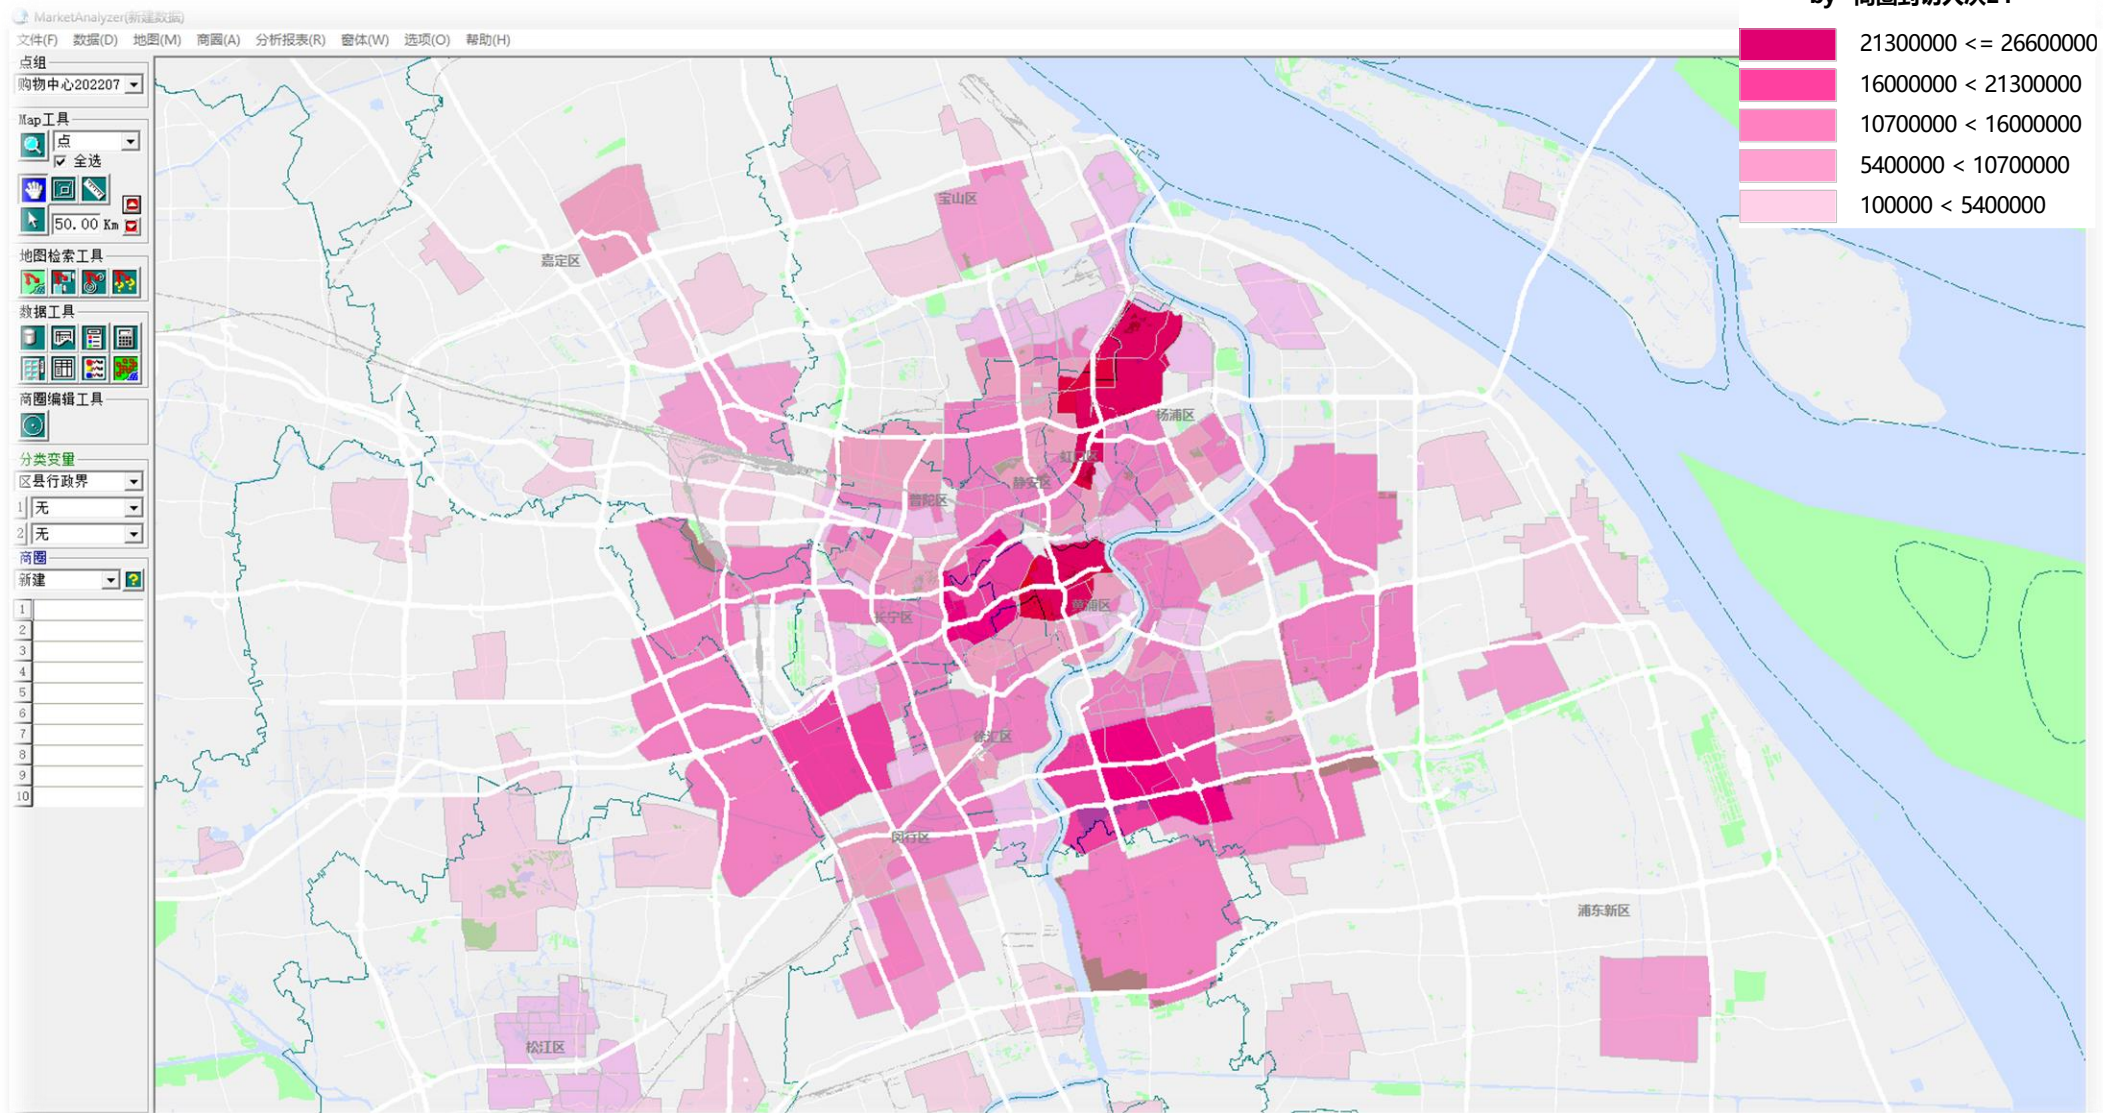 MarketAnalyzer(新建数据)
文件(F) 数据(D) 地图(M) 商圈(A) 分析报表(R) 窗体(W) 选项(O) 帮助(H)
点组
购物中心202207
Map工具
点
全选
50.00 Km
地图检索工具
数据工具
商圈编辑工具
分类变量
区县行政界
1 无
2 无
商圈
新建
1
2
3
4
5
6
7
8
9
10
21300000 <= 26600000
16000000 < 21300000
10700000 < 16000000
5400000 < 10700000
100000 < 5400000
宝山区
嘉定区
杨浦区
虹口区
静安区
普陀区
黄浦区
长宁区
徐汇区
闵行区
浦东新区
松江区